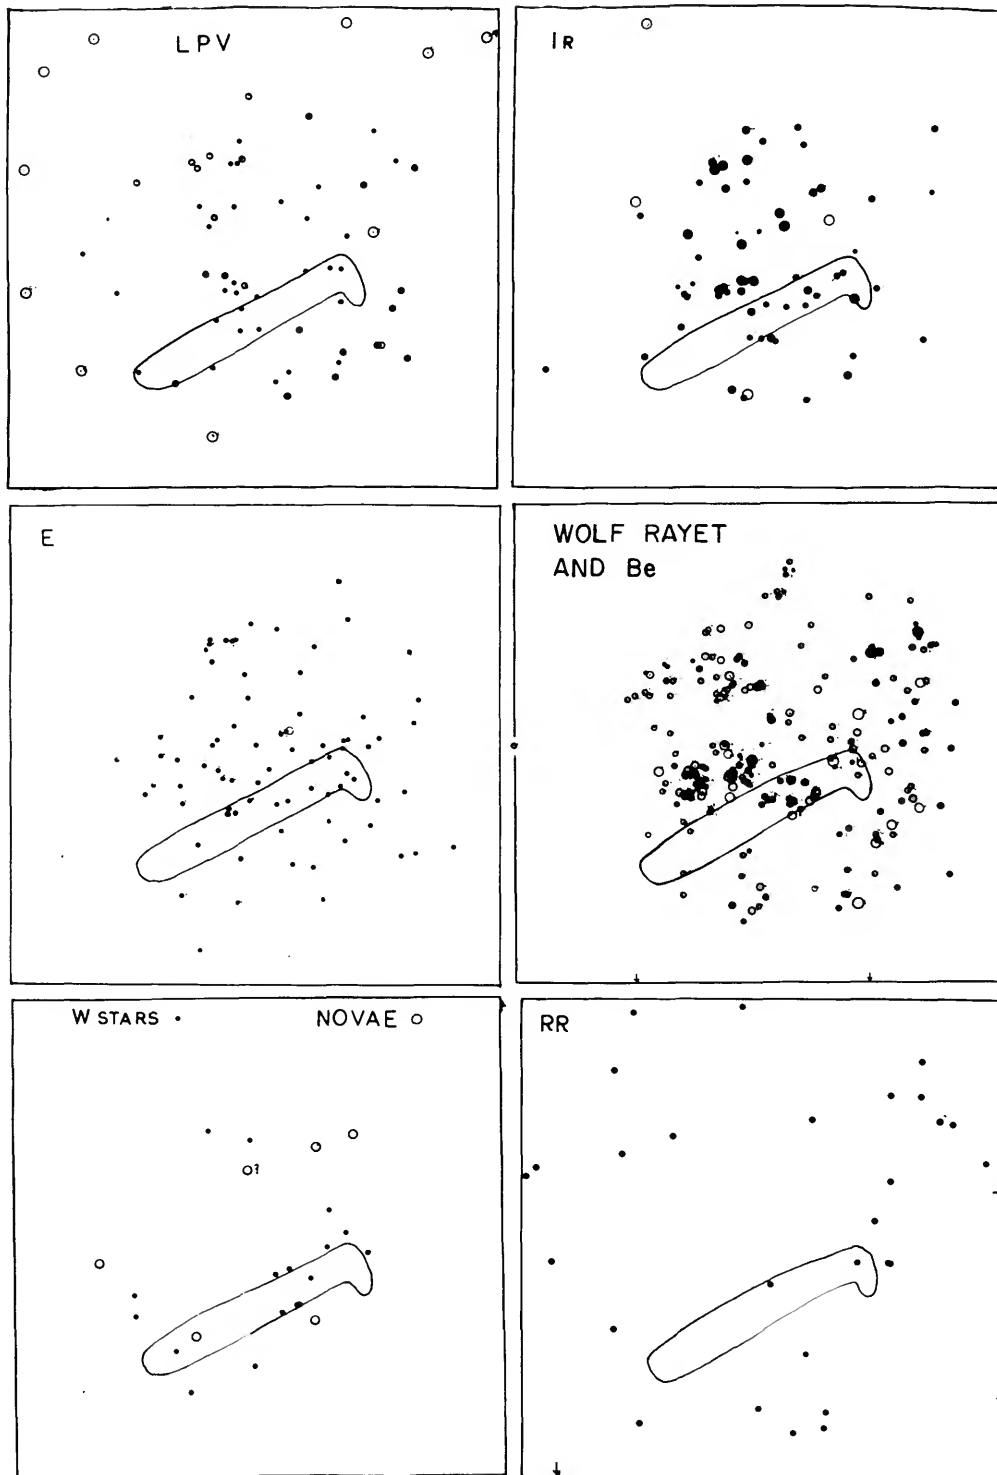 LPV
IR
E
WOLF RAYET
AND Be
W STARS
NOVAE
?
RR